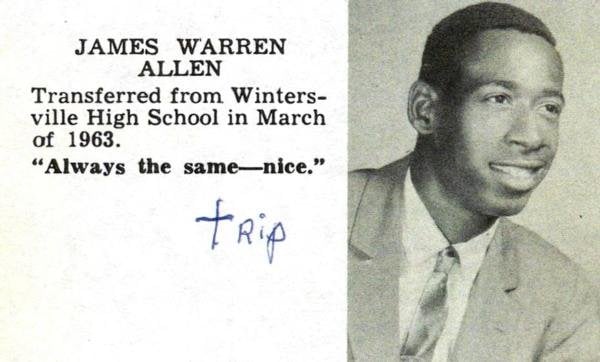 JAMES WARREN
ALLEN
Transferred from Winters-
ville High School in March
of 1963.
“Always the same—nice.”
✝ RIP